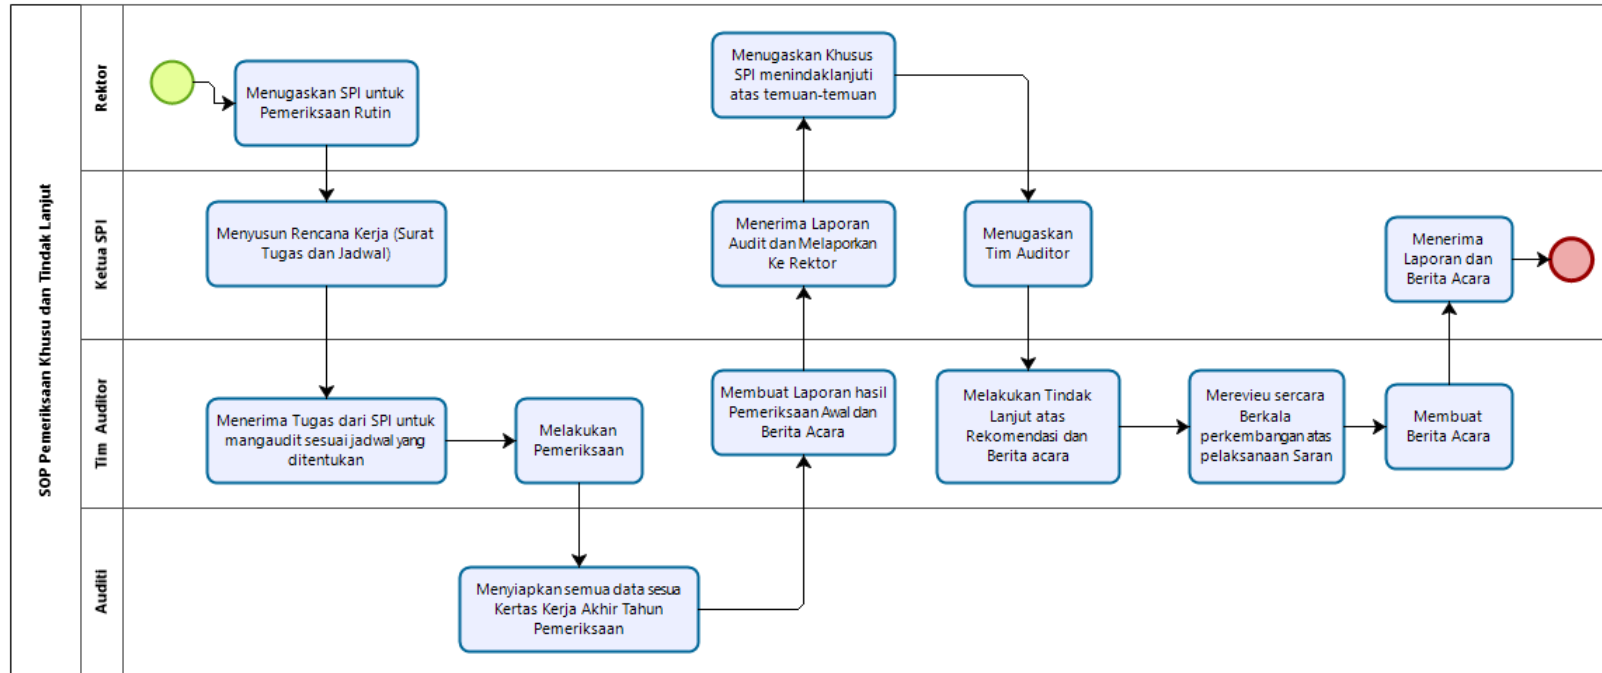 SOP Pemeriksaan Khusu dan Tindak Lanjut
Rektor
Menugaskan SPI untuk
Pemeriksaan Rutin
Menugaskan Khusus
SPI menindaklanjuti
atas temuan-temuan
Ketua SPI
Menyusun Rencana Kerja (Surat
Tugas dan Jadwal)
Menerima Laporan
Audit dan Melaporkan
Ke Rektor
Menugaskan
Tim Auditor
Menerima
Laporan dan
Berita Acara
Tim Auditor
Menerima Tugas dari SPI untuk
mangaudit sesuai jadwal yang
ditentukan
Melakukan
Pemeriksaan
Membuat Laporan hasil
Pemeriksaan Awal dan
Berita Acara
Melakukan Tindak
Lanjut atas
Rekomendasi dan
Berita acara
Merevieu sercara
Berkala
perkembangan atas
pelaksanaan Saran
Membuat
Berita Acara
Auditi
Menyiapkan semua data sesua
Kertas Kerja Akhir Tahun
Pemeriksaan